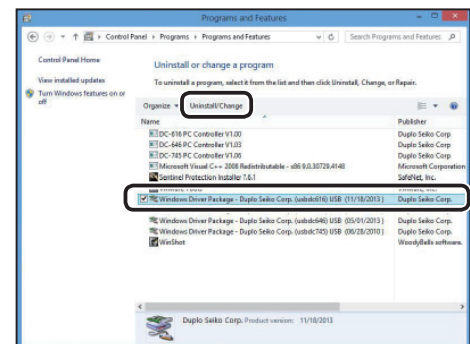 Programs and Features
Control Panel ▸ Programs ▸ Programs and Features
Search Programs and Features
Control Panel Home
View installed updates
Turn Windows features on or off
Uninstall or change a program
To uninstall a program, select it from the list and then click Uninstall, Change, or Repair.
Organize
Uninstall/Change
Name
Publisher
DC-616 PC Controller V1.00
Duplo Seiko Corp.
DC-646 PC Controller V1.03
Duplo Seiko Corp.
DC-745 PC Controller V1.06
Duplo Seiko Corp.
Microsoft Visual C++ 2008 Redistributable - x86 9.0.30729.4148
Microsoft Corporation
Sentinel Protection Installer 7.6.1
SafeNet, Inc.
Windows Driver Package - Duplo Seiko Corp. (usbdc616) USB (11/18/2013)
Duplo Seiko Corp.
Windows Driver Package - Duplo Seiko Corp. (usbdc646) USB (05/01/2013)
Duplo Seiko Corp.
Windows Driver Package - Duplo Seiko Corp. (usbdc745) USB (06/28/2010)
Duplo Seiko Corp.
WinShot
WoodyBells software.
Duplo Seiko Corp. Product version: 11/18/2013